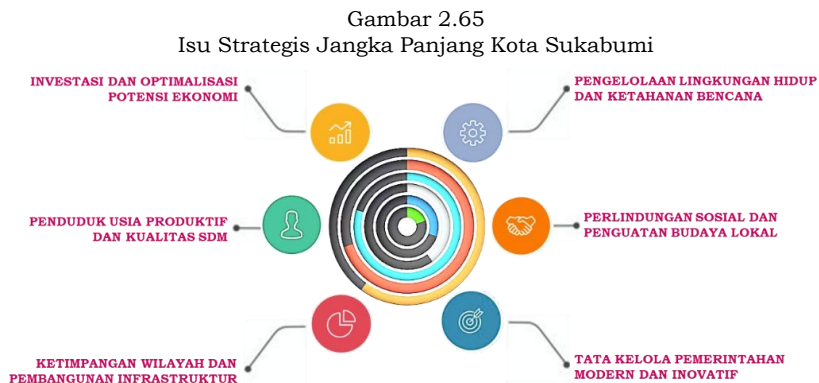 Gambar 2.65
Isu Strategis Jangka Panjang Kota Sukabumi
INVESTASI DAN OPTIMALISASI
POTENSI EKONOMI
PENGELOLAAN LINGKUNGAN HIDUP
DAN KETAHANAN BENCANA
PENDUDUK USIA PRODUKTIF
DAN KUALITAS SDM
PERLINDUNGAN SOSIAL DAN
PENGUATAN BUDAYA LOKAL
KETIMPANGAN WILAYAH DAN
PEMBANGUNAN INFRASTRUKTUR
TATA KELOLA PEMERINTAHAN
MODERN DAN INOVATIF